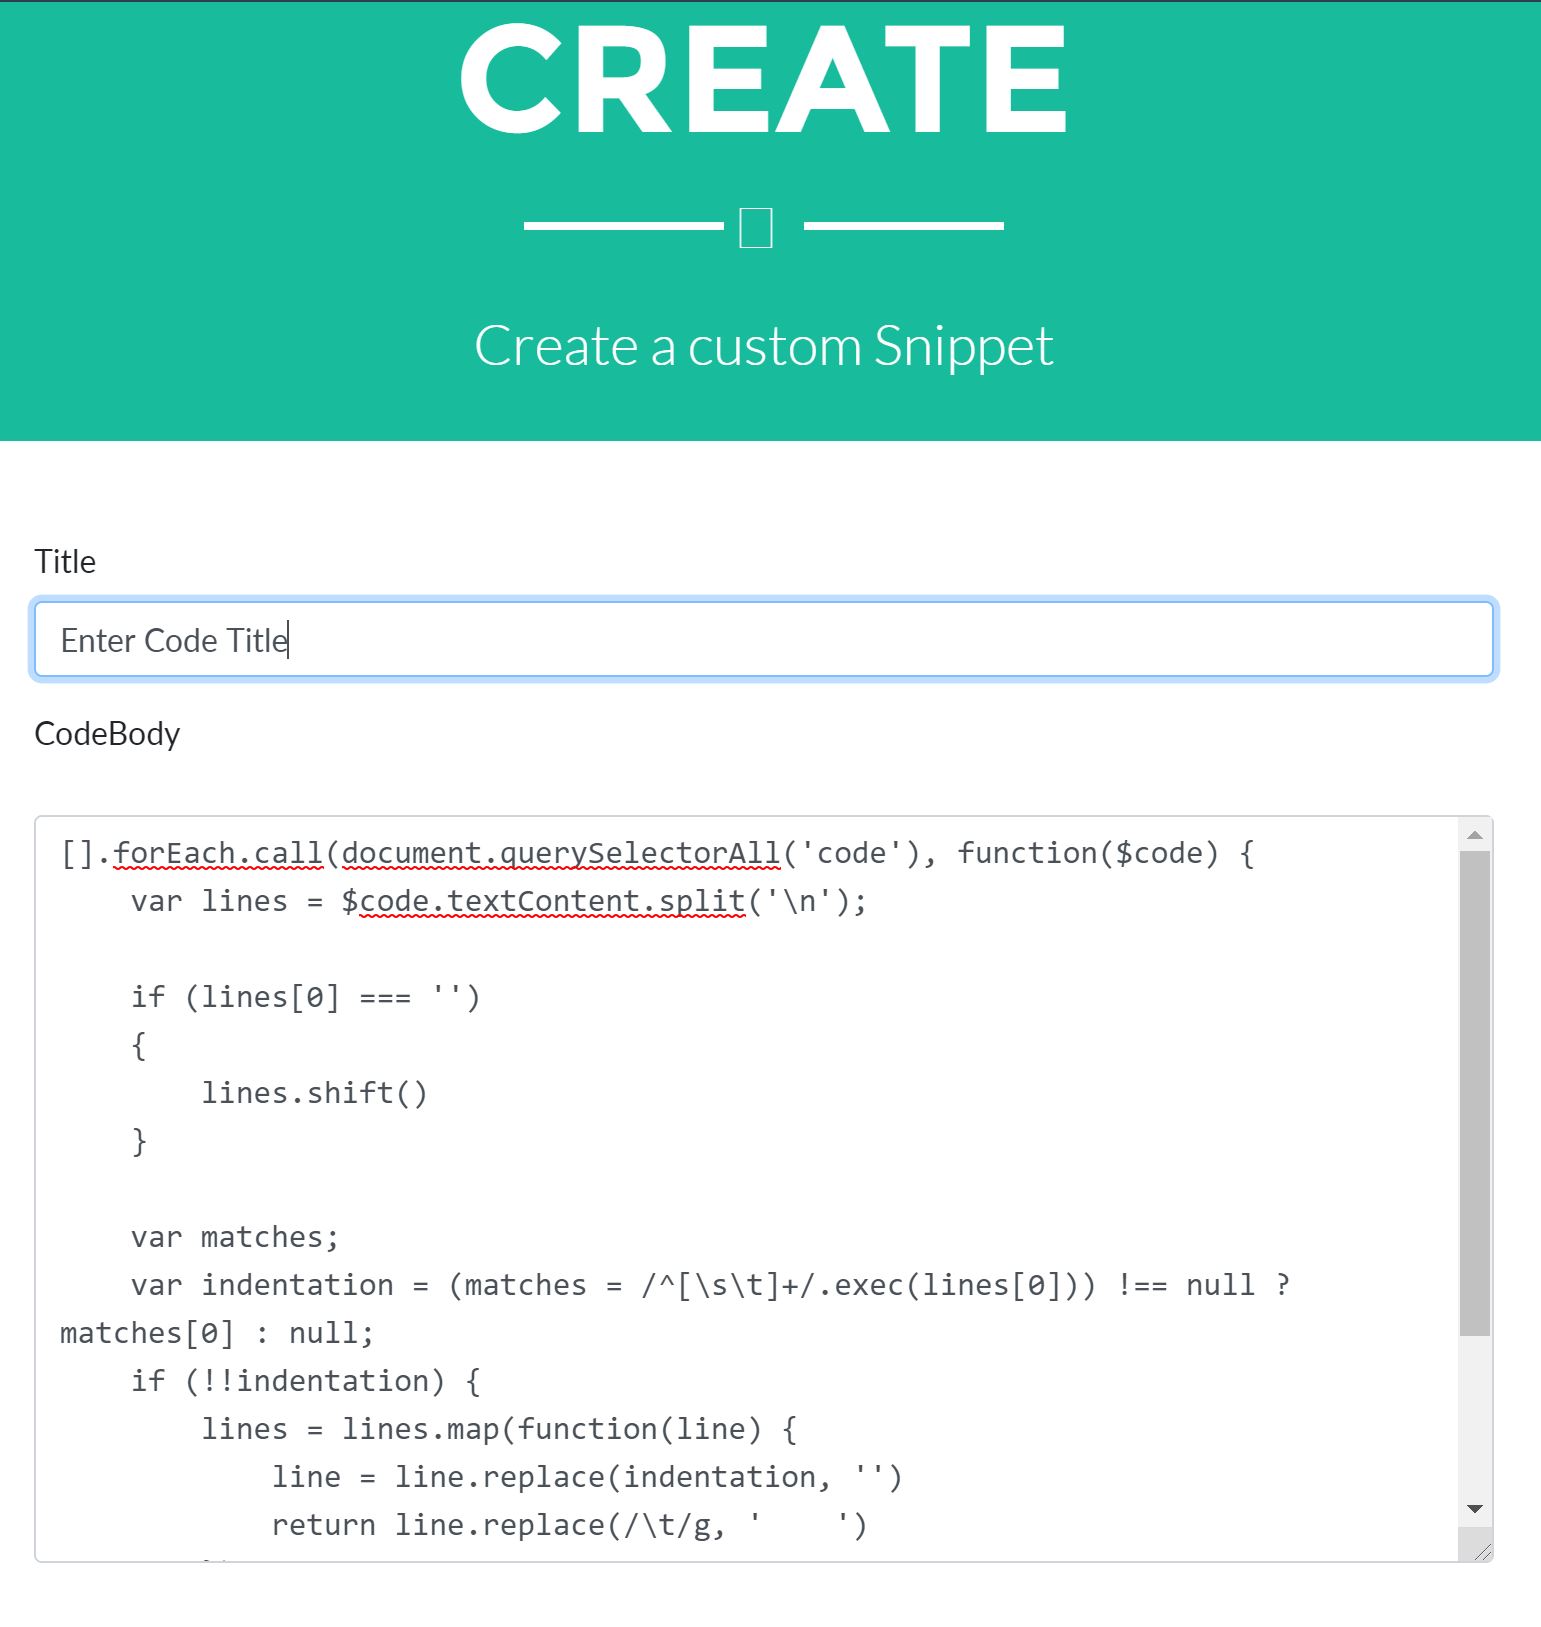 CREATE
Create a custom Snippet
Title
Enter Code Title
CodeBody
[].forEach.call(document.querySelectorAll('code'), function($code) {
    var lines = $code.textContent.split('\n');
    if (lines[0] === '')
    {
        lines.shift()
    }
    var matches;
    var indentation = (matches = /^[\s\t]+/.exec(lines[0])) !== null ?
matches[0] : null;
    if (!!indentation) {
        lines = lines.map(function(line) {
            line = line.replace(indentation, '')
            return line.replace(/\t/g, '    ')